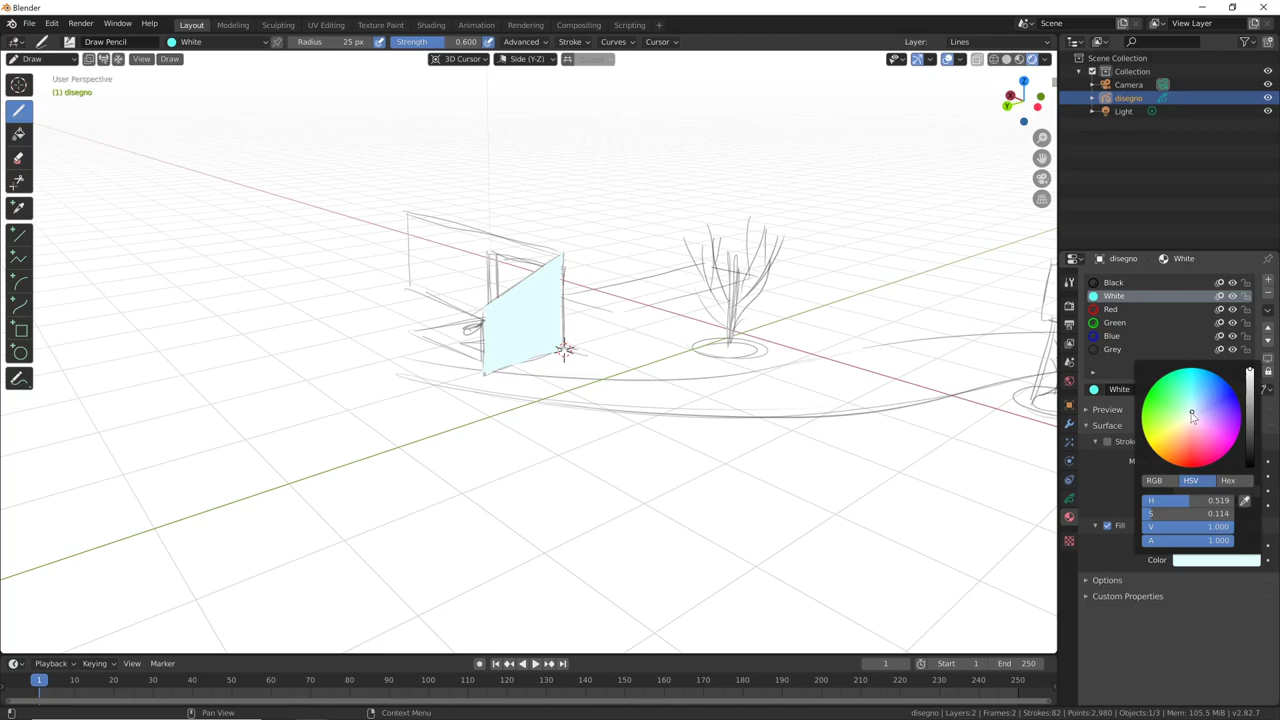 Blender
File Edit Render Window Help Layout Modeling Sculpting UV Editing Texture Paint Shading Animation Rendering Compositing Scripting + Scene View Layer
Draw Pencil White Radius 25 px Strength 0.600 Advanced Stroke Curves Cursor Layer: Lines
Draw View Draw 3D Cursor Side (Y-Z)
User Perspective
(1) disegno
Z
X
Y
Scene Collection
Collection
Camera
disegno
Light
disegno White
Black
White
Red
Green
Blue
Grey
White
Preview
Surface
Strok
M
RGB HSV Hex
H 0.519
S 0.114
V 1.000
A 1.000
Fill
Color
Options
Custom Properties
Playback Keying View Marker 1 Start 1 End 250
1 10 20 30 40 50 60 70 80 90 100 110 120 130 140 150 160 170 180 190 200 210 220 230 240 250
Pan View Context Menu disegno | Layers:2 | Frames:2 | Strokes:82 | Points:2,980 | Objects:1/3 | Mem: 105.5 MiB | v2.82.7